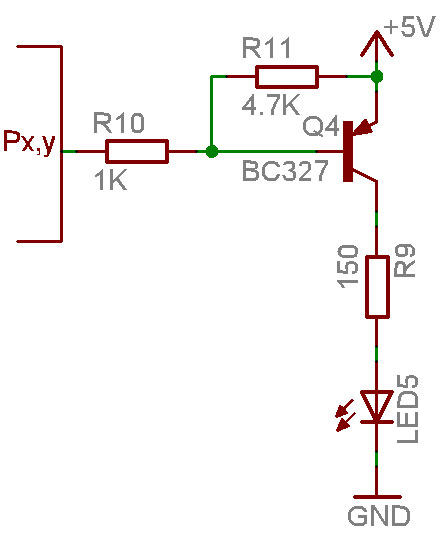 +5V
R11
4.7K
R10
1K
Px,y
Q4
BC327
150
R9
LED5
GND